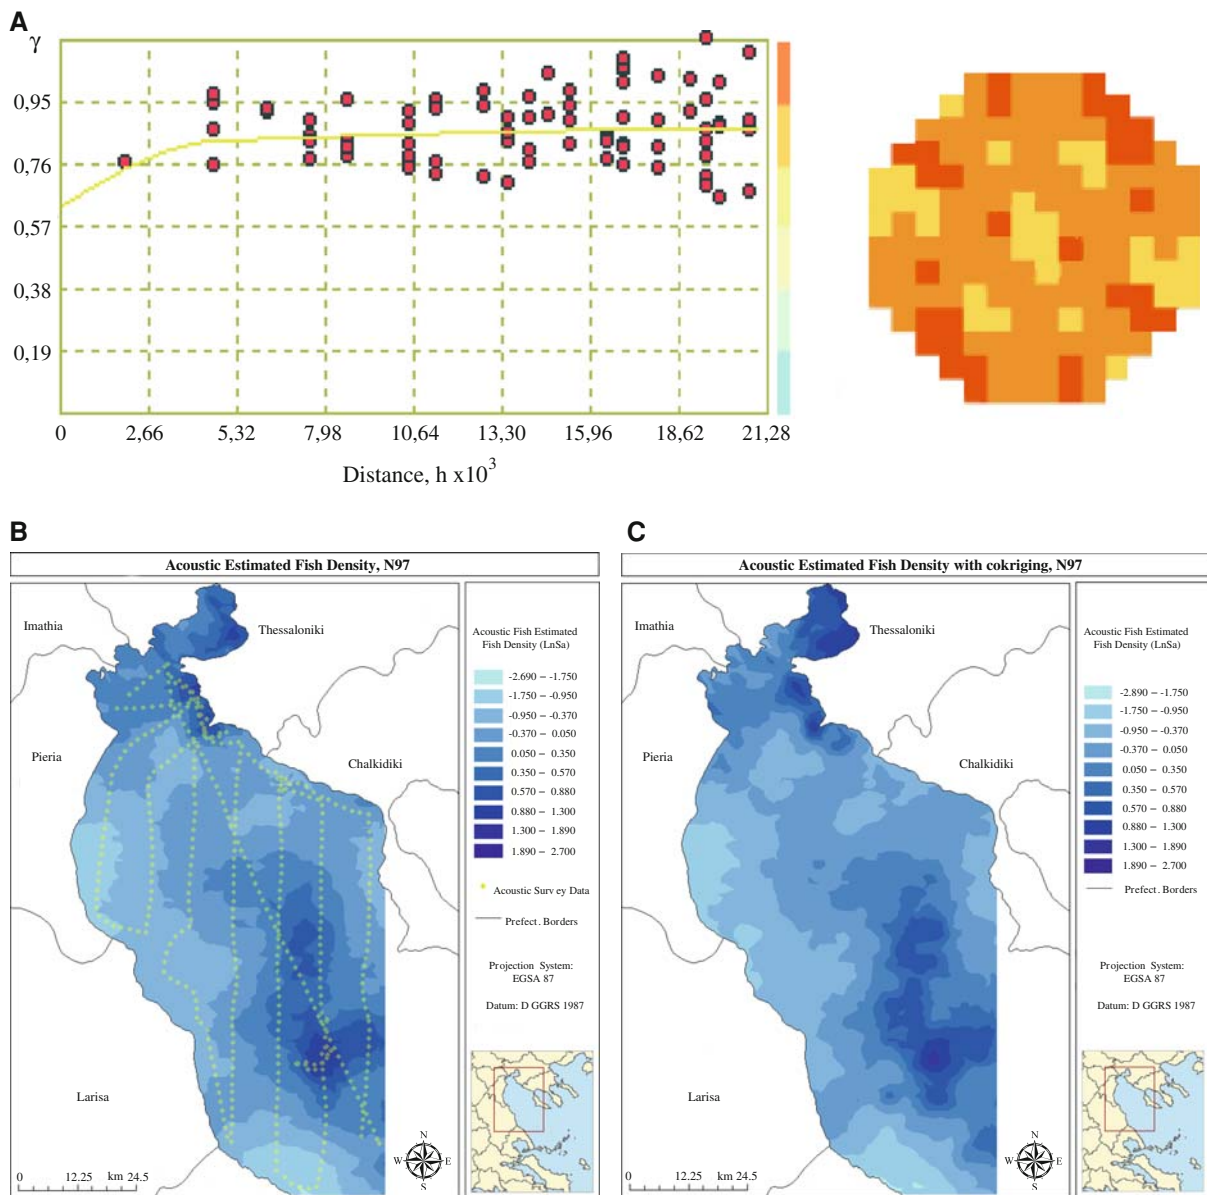 A
γ
0,95
0,76
0,57
0,38
0,19
0 2,66 5,32 7,98 10,64 13,30 15,96 18,62 21,28
Distance, h x10³
B
Acoustic Estimated Fish Density, N97
Imathia
Thessaloniki
Pieria
Chalkidiki
Larisa
Acoustic Fish Estimated
Fish Density (LnSa)
-2.690 – -1.750
-1.750 – -0.950
-0.950 – -0.370
-0.370 – 0.050
0.050 – 0.350
0.350 – 0.570
0.570 – 0.880
0.880 – 1.300
1.300 – 1.890
1.890 – 2.700
Acoustic Surv ey Data
Prefect. Borders
Projection System:
EGSA 87
Datum: D GGRS 1987
N
W E
S
0 12.25 km 24.5
C
Acoustic Estimated Fish Density with cokriging, N97
Imathia
Thessaloniki
Pieria
Chalkidiki
Larisa
Acoustic Fish Estimated
Fish Density (LnSa)
-2.890 – -1.750
-1.750 – -0.950
-0.950 – -0.370
-0.370 – 0.050
0.050 – 0.350
0.350 – 0.570
0.570 – 0.880
0.880 – 1.300
1.300 – 1.890
1.890 – 2.700
Prefect. Borders
Projection System:
EGSA 87
Datum: D GGRS 1987
N
W E
S
0 12.25 km 24.5